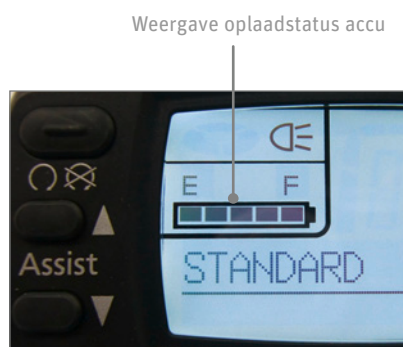 Weergave oplaadstatus accu
E F
Assist
STANDARD